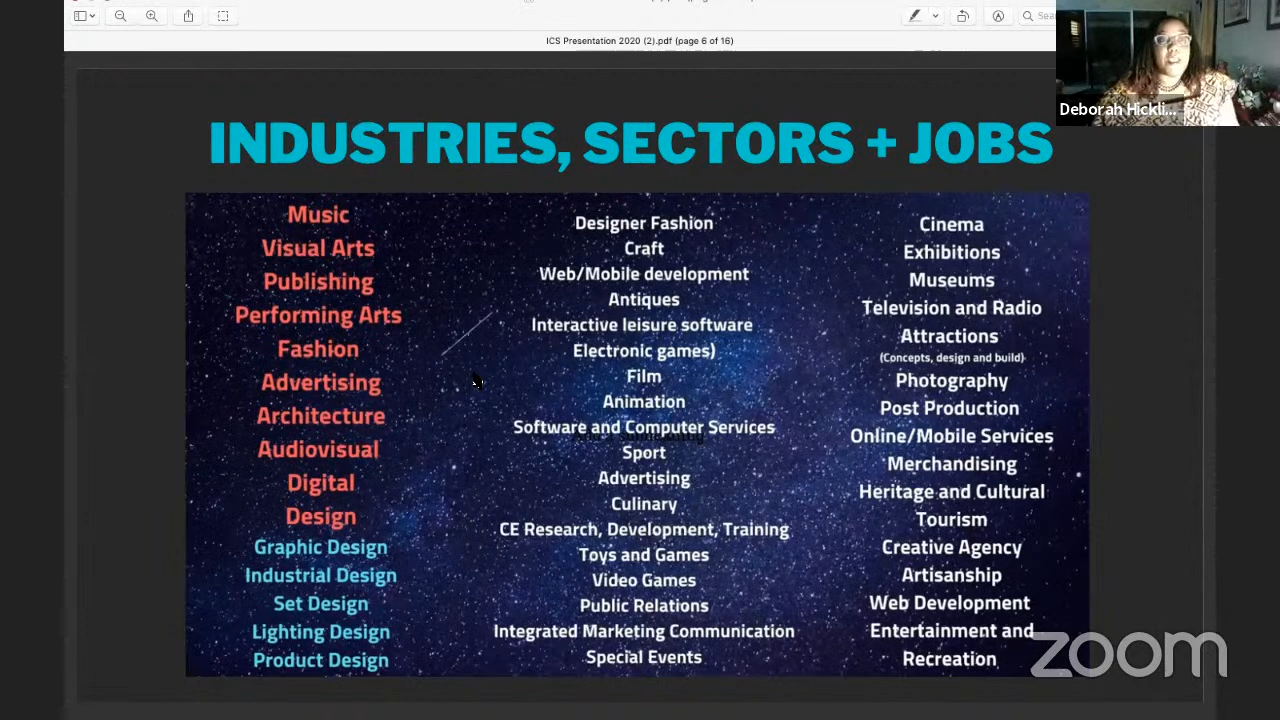 ICS Presentation 2020 (2).pdf (page 6 of 16)
Sea
Deborah Hickli...
INDUSTRIES, SECTORS + JOBS
Music
Visual Arts
Publishing
Performing Arts
Fashion
Advertising
Architecture
Audiovisual
Digital
Design
Graphic Design
Industrial Design
Set Design
Lighting Design
Product Design
Designer Fashion
Craft
Web/Mobile development
Antiques
Interactive leisure software
Electronic games)
Film
Animation
Software and Computer Services
Sport
Advertising
Culinary
CE Research, Development, Training
Toys and Games
Video Games
Public Relations
Integrated Marketing Communication
Special Events
Cinema
Exhibitions
Museums
Television and Radio
Attractions
(Concepts, design and build)
Photography
Post Production
Online/Mobile Services
Merchandising
Heritage and Cultural
Tourism
Creative Agency
Artisanship
Web Development
Entertainment and
Recreation
zoom